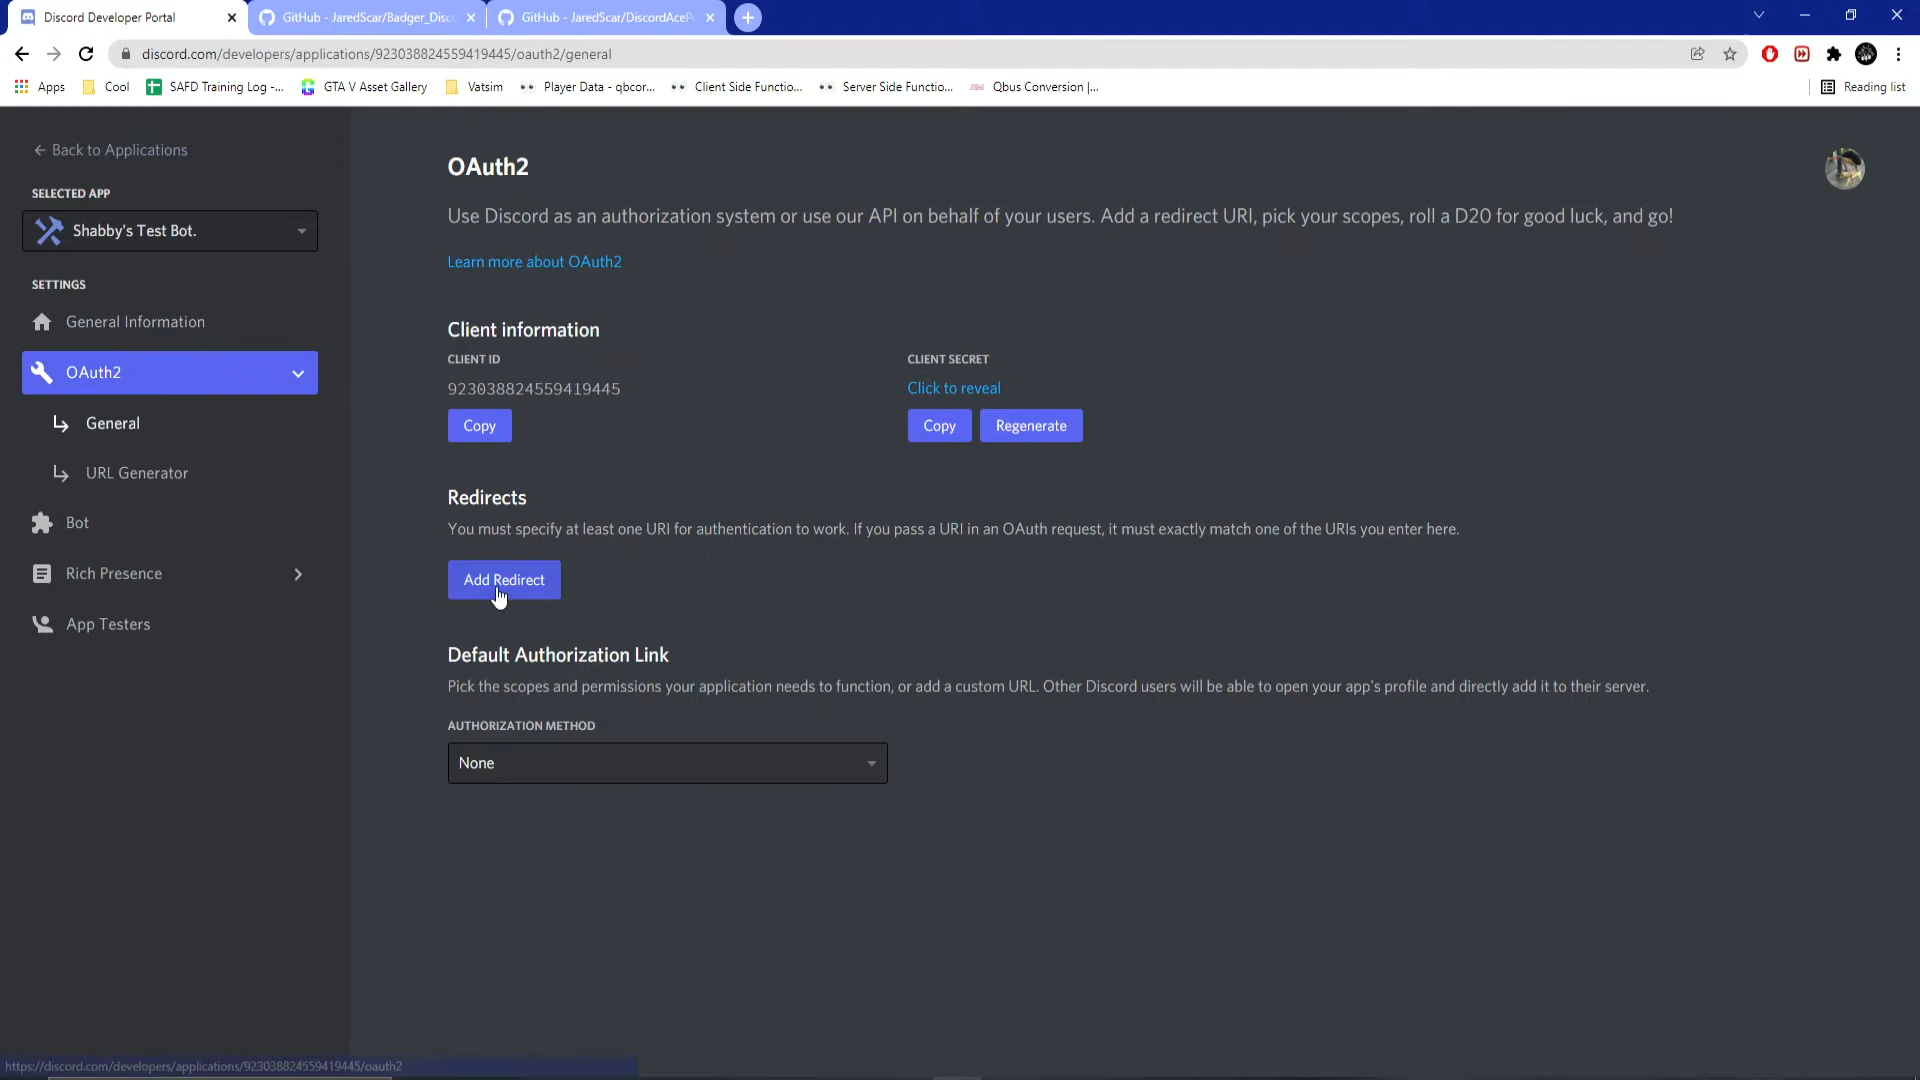 Discord Developer Portal
GitHub - JaredScar/Badger_Disc
GitHub - JaredScar/DiscordAceP
discord.com/developers/applications/923038824559419445/oauth2/general
Apps
Cool
SAFD Training Log -...
GTA V Asset Gallery
Vatsim
Player Data - qbcor...
Client Side Functio...
Server Side Functio...
Qbus Conversion |...
Reading list
Back to Applications
SELECTED APP
Shabby's Test Bot.
SETTINGS
General Information
OAuth2
General
URL Generator
Bot
Rich Presence
App Testers
OAuth2
Use Discord as an authorization system or use our API on behalf of your users. Add a redirect URI, pick your scopes, roll a D20 for good luck, and go!
Learn more about OAuth2
Client information
CLIENT ID
923038824559419445
Copy
CLIENT SECRET
Click to reveal
Copy
Regenerate
Redirects
You must specify at least one URI for authentication to work. If you pass a URI in an OAuth request, it must exactly match one of the URIs you enter here.
Add Redirect
Default Authorization Link
Pick the scopes and permissions your application needs to function, or add a custom URL. Other Discord users will be able to open your app's profile and directly add it to their server.
AUTHORIZATION METHOD
None
https://discord.com/developers/applications/923038824559419445/oauth2